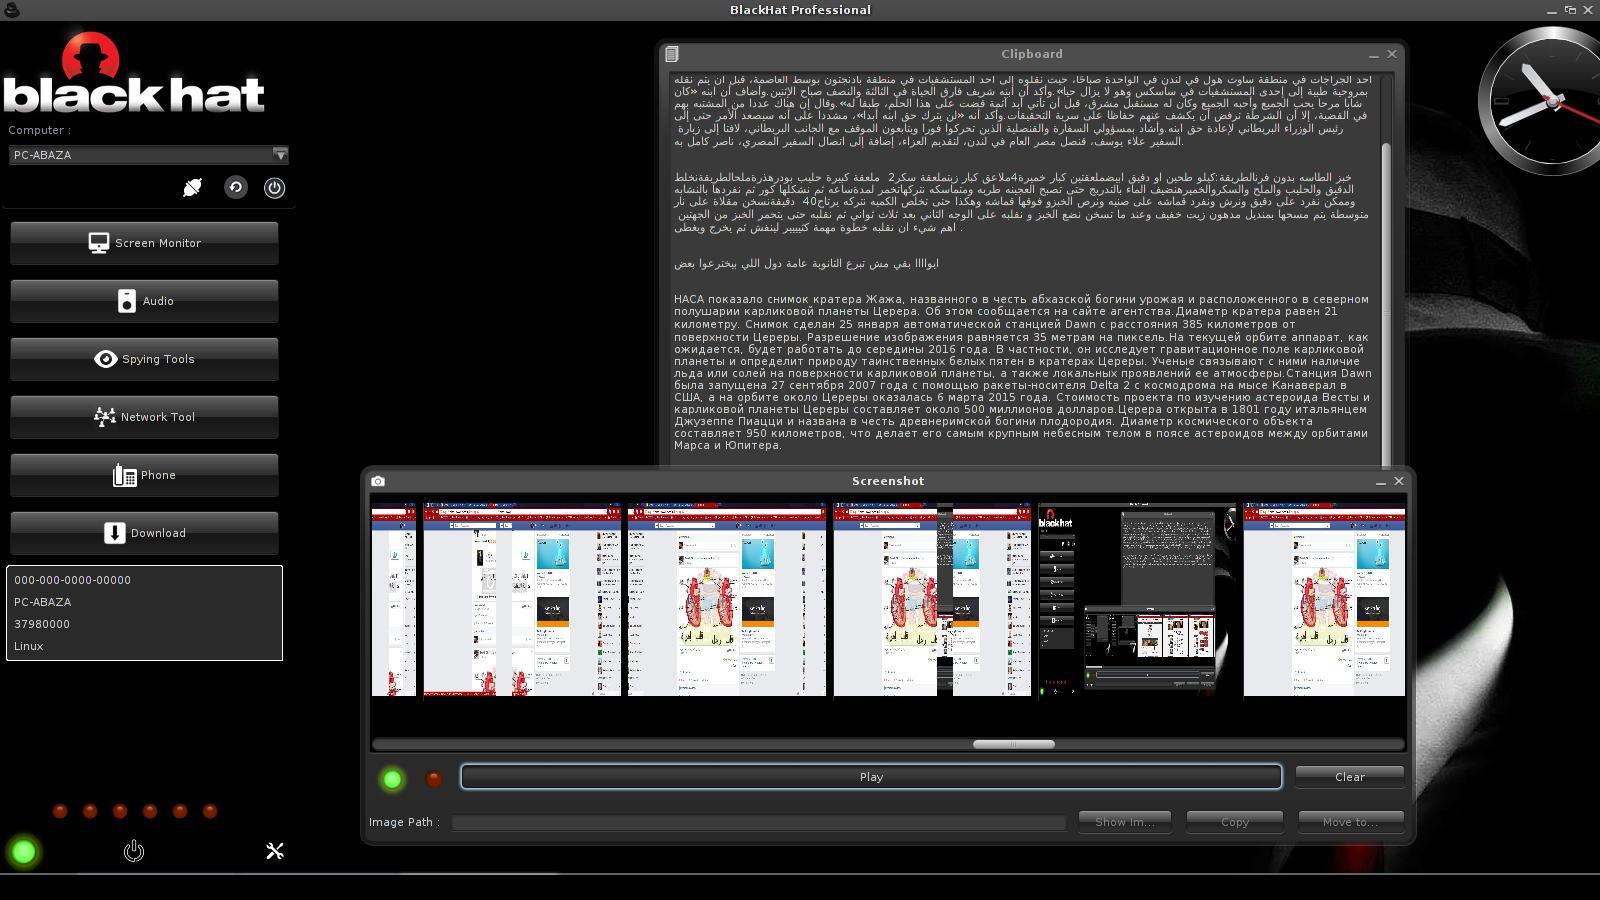 BlackHat Professional
black hat
Computer :
PC-ABAZA
Screen Monitor
Audio
Spying Tools
Network Tool
Phone
Download
000-000-0000-00000
PC-ABAZA
37980000
Linux
Clipboard
احد الجراجات في منطقة ساوث هول في لندن في الواحدة صباحًا، حيث نقلوه إلى احد المستشفيات في منطقة بادنجتون بوسط العاصمة، قبل ان يتم نقله
بمروحية طبية إلى إحدى المستشفيات في ساسكس وهو لا يزال حيا».وأكد أن ابنه شريف فارق الحياة في الثالثة والنصف صباح الإثنين.وأضاف أن ابنه «كان
شابا مرحا يحب الجميع وأحبه الجميع وكان له مستقبل مشرق، قبل أن تأتي أيد آثمة قضت على هذا الحلم، طبقا له».وقال إن هناك عددا من المشتبه بهم
في القضية، إلا أن الشرطة ترفض أن يكشف عنهم حفاظا على سرية التحقيقات.وأكد أنه «لن يترك حق ابنه أبدا»، مشددا على أنه سيصعد الأمر حتى إلى
رئيس الوزراء البريطاني لإعادة حق ابنه.وأشاد بمسؤولي السفارة والقنصلية الذين تحركوا فورا ويتابعون الموقف مع الجانب البريطاني، لافتا إلى زيارة
السفير علاء يوسف، قنصل مصر العام في لندن، لتقديم العزاء، إضافة إلى اتصال السفير المصري، ناصر كامل به.
خبز الطاسه بدون فرنالطريقة:كيلو طحين او دقيق ابيضملعقتين كبار خميرة4ملاعق كبار زيتملعقة سكر2 ملعقة كبيرة حليب بودرهذرةملحالطريقةنخلط
الدقيق والحليب والملح والسكروالخميرهنضيف الماء بالتدريج حتى تصبح العجينه طريه ومتماسكه نتركهاتخمر لمدةساعه ثم نشكلها كور ثم نفردها بالنشابه
وممكن نفرد على دقيق ونرش ونفرد قماشه على صنيه ونرص الخبزو فوقها قماشه وهكذا حتى تخلص الكميه نتركه يرتاح40 دقيقةنسخن مقلاة على نار
متوسطة يتم مسحها بمنديل مدهون زيت خفيف وعند ما تسخن نضع الخبز و نقلبه على الوجه الثاني بعد ثلاث ثواني ثم نقلبه حتى يتحمر الخبز من الجهتين
اهم شيء ان نقلبه خطوة مهمة كثيييير لينفش ثم يخرج ويغطى .
ايواااا بقي مش تبرع الثانوية عامة دول اللي بيخترعوا بعض
НАСА показало снимок кратера Жажа, названного в честь абхазской богини урожая и расположенного в северном
полушарии карликовой планеты Церера. Об этом сообщается на сайте агентства.Диаметр кратера равен 21
километру. Снимок сделан 25 января автоматической станцией Dawn с расстояния 385 километров от
поверхности Цереры. Разрешение изображения равняется 35 метрам на пиксель.На текущей орбите аппарат, как
ожидается, будет работать до середины 2016 года. В частности, он исследует гравитационное поле карликовой
планеты и определит природу таинственных белых пятен в кратерах Цереры. Ученые связывают с ними наличие
льда или солей на поверхности карликовой планеты, а также локальных проявлений ее атмосферы.Станция Dawn
была запущена 27 сентября 2007 года с помощью ракеты-носителя Delta 2 с космодрома на мысе Канаверал в
США, а на орбите около Цереры оказалась 6 марта 2015 года. Стоимость проекта по изучению астероида Весты и
карликовой планеты Цереры составляет около 500 миллионов долларов.Церера открыта в 1801 году итальянцем
Джузеппе Пиацци и названа в честь древнеримской богини плодородия. Диаметр космического объекта
составляет 950 километров, что делает его самым крупным небесным телом в поясе астероидов между орбитами
Марса и Юпитера.
Screenshot
black hat
Play
Clear
Image Path :
Show Im...
Copy
Move to...